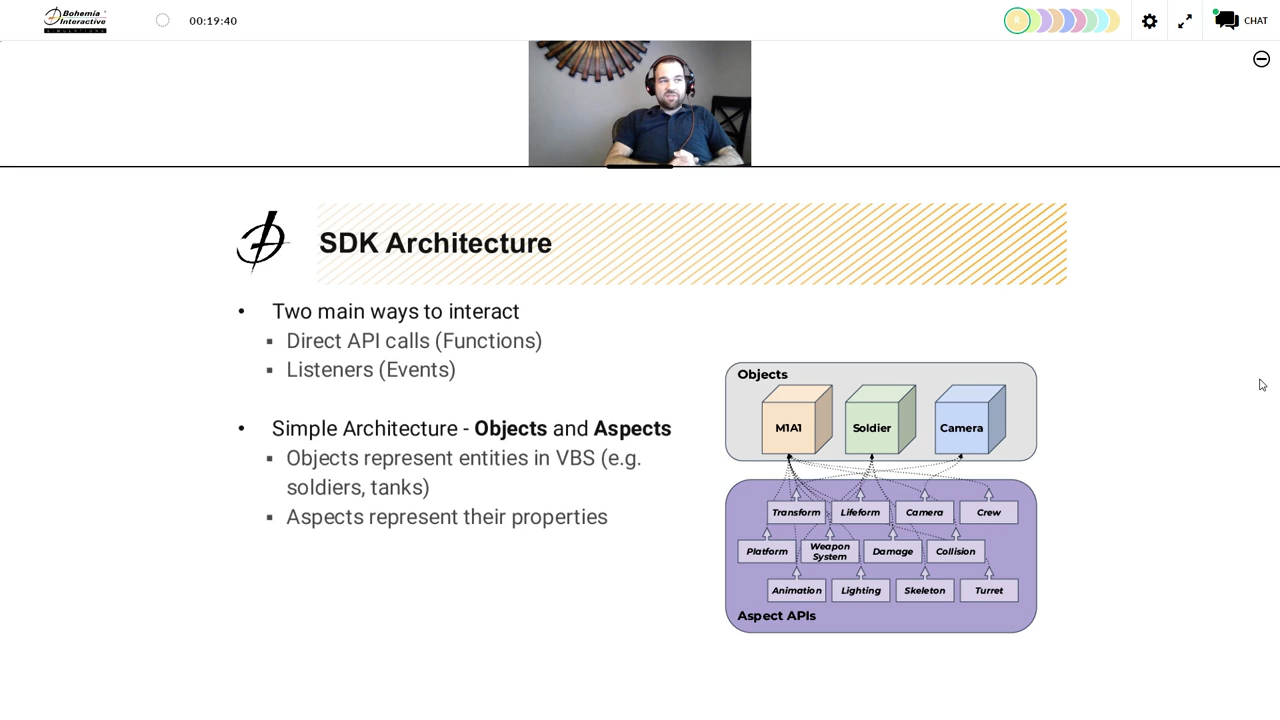 Bohemia
Interactive
SIMULATIONS
00:19:40
R
CHAT
SDK Architecture
• Two main ways to interact
▪ Direct API calls (Functions)
▪ Listeners (Events)
• Simple Architecture - Objects and Aspects
▪ Objects represent entities in VBS (e.g.
soldiers, tanks)
▪ Aspects represent their properties
Objects
M1A1 Soldier Camera
Transform Lifeform Camera Crew
Platform Weapon System Damage Collision
Animation Lighting Skeleton Turret
Aspect APIs